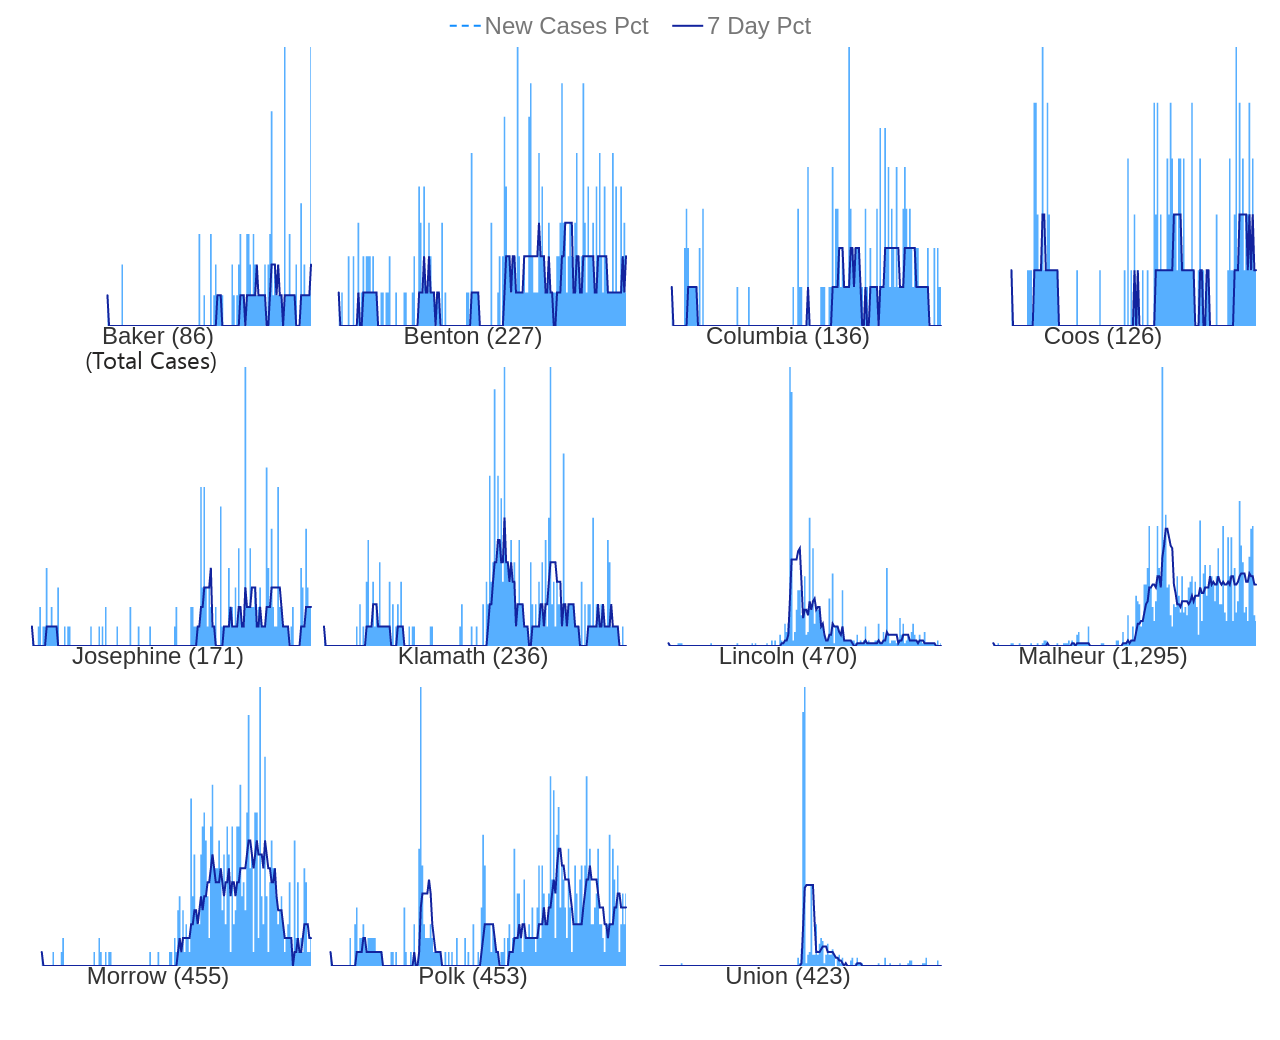 New Cases Pct 7 Day Pct
Baker (86) Benton (227) Columbia (136) Coos (126)
(Total Cases)
Josephine (171) Klamath (236) Lincoln (470) Malheur (1,295)
Morrow (455) Polk (453) Union (423)